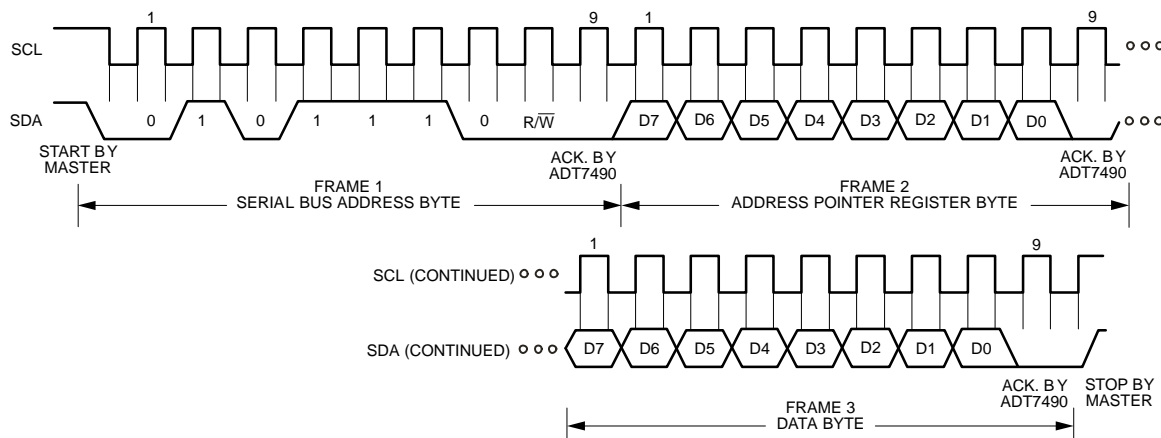 1 9 1 9
SCL
SDA 0 1 0 1 1 1 0 R/W̅ D7 D6 D5 D4 D3 D2 D1 D0
START BY
MASTER
ACK. BY
ADT7490
ACK. BY
ADT7490
FRAME 1
SERIAL BUS ADDRESS BYTE
FRAME 2
ADDRESS POINTER REGISTER BYTE
1 9
SCL (CONTINUED)
SDA (CONTINUED) D7 D6 D5 D4 D3 D2 D1 D0
ACK. BY
ADT7490
STOP BY
MASTER
FRAME 3
DATA BYTE